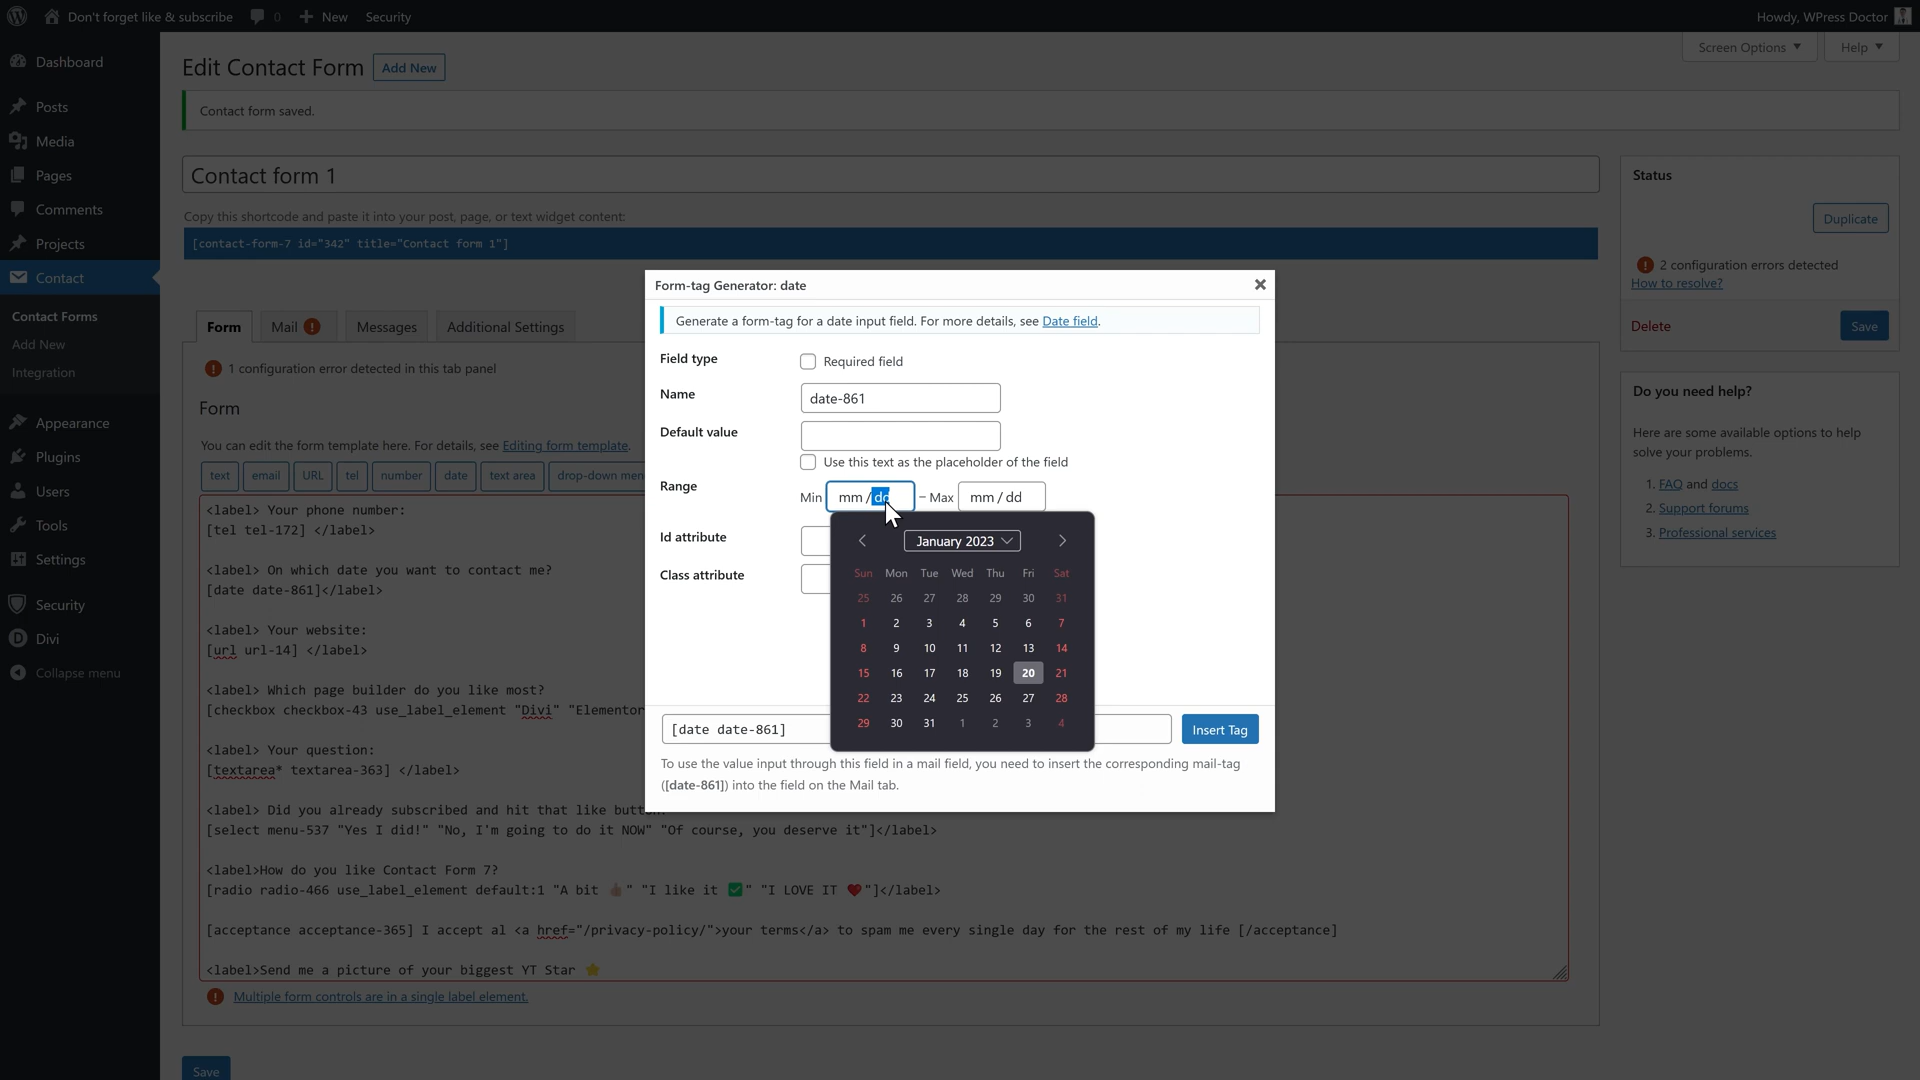 Don't forget like & subscribe 0 New Security
Howdy, WPress Doctor
Dashboard
Posts
Media
Pages
Comments
Projects
Contact
Contact Forms
Add New
Integration
Appearance
Plugins
Users
Tools
Settings
Security
Divi
Collapse menu
Screen Options
Help
Edit Contact Form Add New
Contact form saved.
Contact form 1
Copy this shortcode and paste it into your post, page, or text widget content:
[contact-form-7 id="342" title="Contact form 1"]
Form Mail Messages Additional Settings
1 configuration error detected in this tab panel
Form
You can edit the form template here. For details, see Editing form template.
text email URL tel number date text area drop-down men
<label> Your phone number:
[tel tel-172] </label>
<label> On which date you want to contact me?
[date date-861]</label>
<label> Your website:
[url url-14] </label>
<label> Which page builder do you like most?
[checkbox checkbox-43 use_label_element "Divi" "Elementor
<label> Your question:
[textarea* textarea-363] </label>
<label> Did you already subscribed and hit that like button?
[select menu-537 "Yes I did!" "No, I'm going to do it NOW" "Of course, you deserve it"]</label>
<label>How do you like Contact Form 7?
[radio radio-466 use_label_element default:1 "A bit 👍🏼" "I like it ✅" "I LOVE IT ❤️"]</label>
[acceptance acceptance-365] I accept al <a href="/privacy-policy/">your terms</a> to spam me every single day for the rest of my life [/acceptance]
<label>Send me a picture of your biggest YT Star ⭐
Multiple form controls are in a single label element.
Save
Form-tag Generator: date
Generate a form-tag for a date input field. For more details, see Date field.
Field type Required field
Name date-861
Default value
Use this text as the placeholder of the field
Range Min mm / dd – Max mm / dd
Id attribute
Class attribute
January 2023
Sun Mon Tue Wed Thu Fri Sat
25 26 27 28 29 30 31
1 2 3 4 5 6 7
8 9 10 11 12 13 14
15 16 17 18 19 20 21
22 23 24 25 26 27 28
29 30 31 1 2 3 4
[date date-861] Insert Tag
To use the value input through this field in a mail field, you need to insert the corresponding mail-tag
([date-861]) into the field on the Mail tab.
Status
Duplicate
2 configuration errors detected
How to resolve?
Delete Save
Do you need help?
Here are some available options to help
solve your problems.
1. FAQ and docs
2. Support forums
3. Professional services